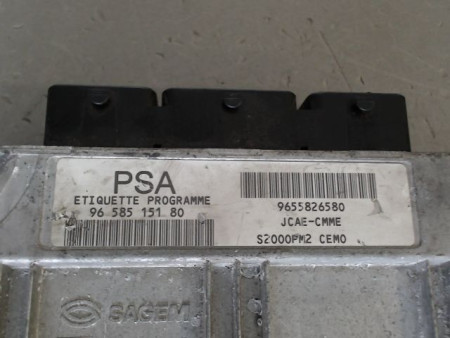 PSA
ETIQUETTE PROGRAMME
96 585 151 80
9655826580
JCAE-CMME
S2000PM2 CEMO
SAGEM